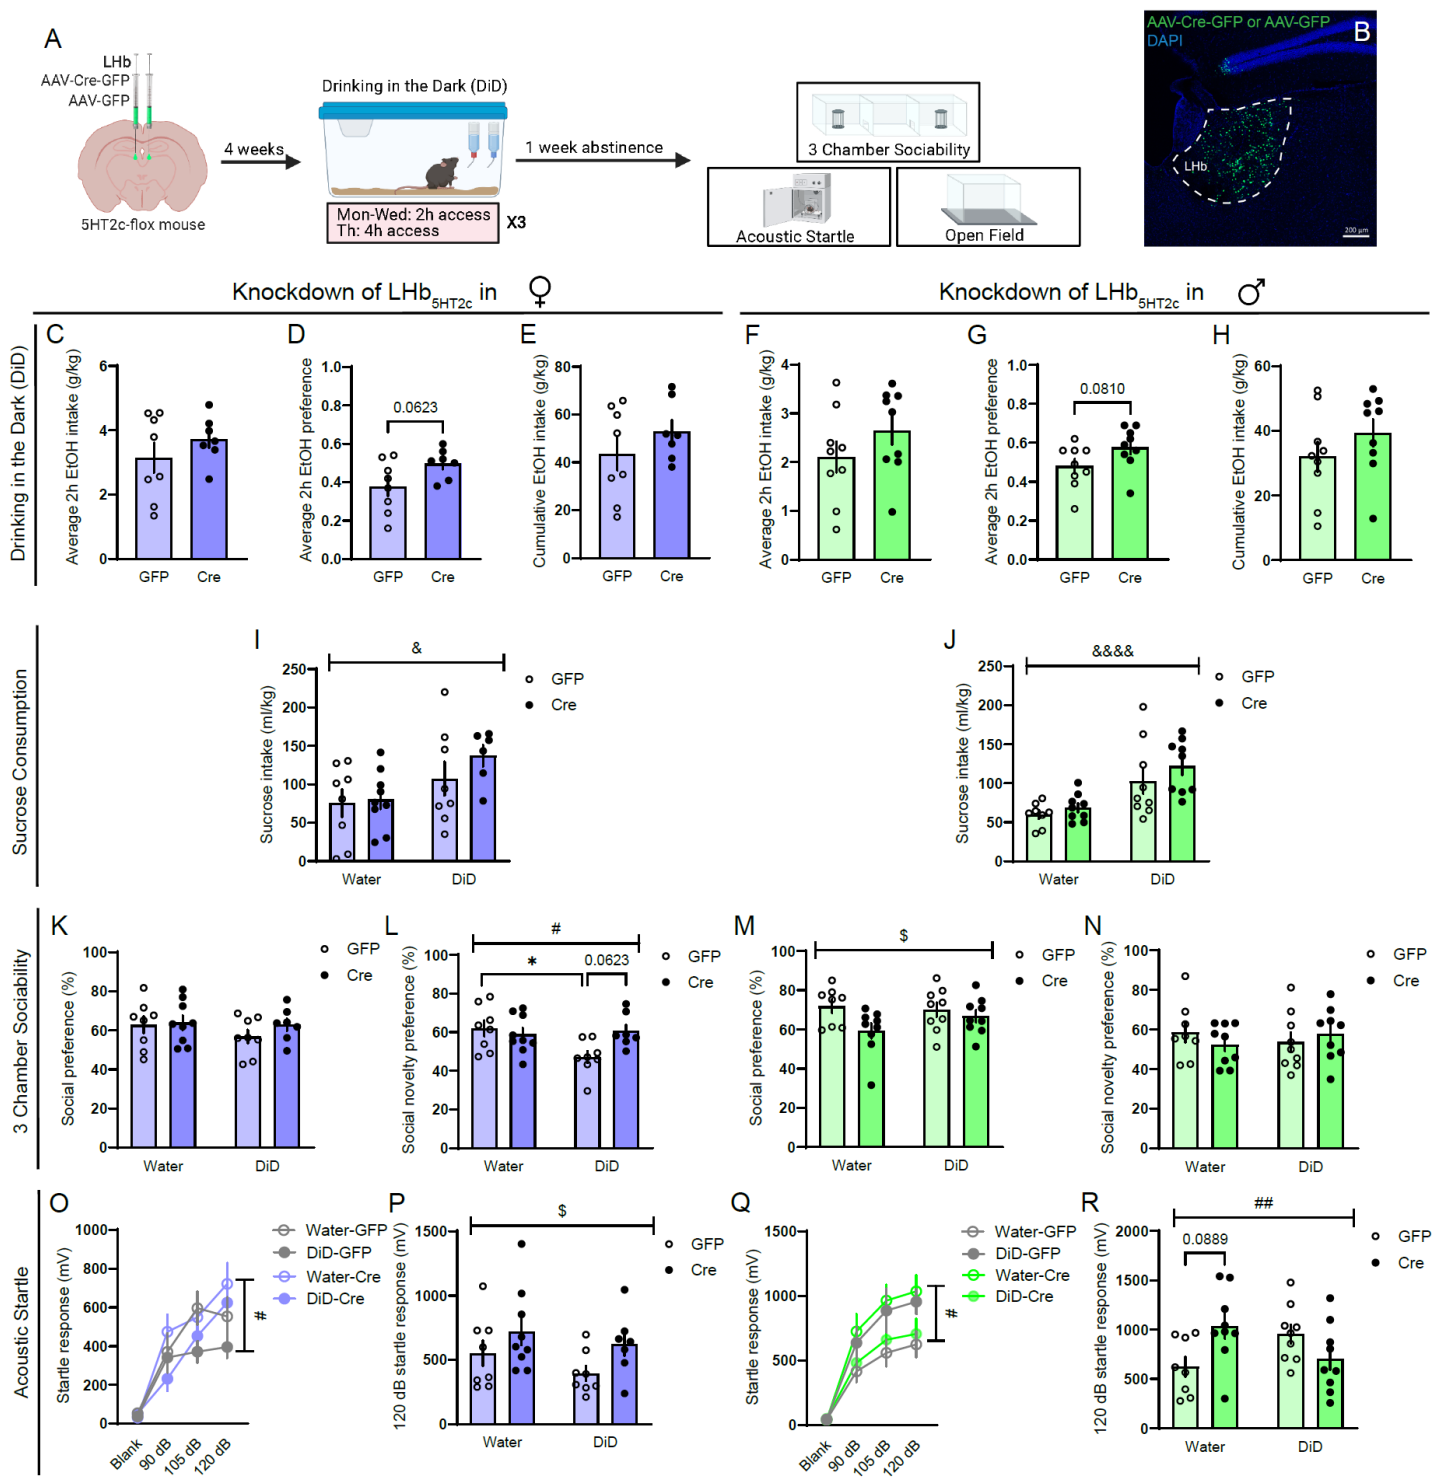 A
LHb
AAV-Cre-GFP
AAV-GFP
5HT2c-flox mouse
4 weeks
Drinking in the Dark (DiD)
Mon-Wed: 2h access
Th: 4h access
X3
1 week abstinence
3 Chamber Sociability
Acoustic Startle
Open Field
B
AAV-Cre-GFP or AAV-GFP
DAPI
LHb
200 µm
Knockdown of LHb5HT2c in ♀
Knockdown of LHb5HT2c in ♂
Drinking in the Dark (DiD)
C
Average 2h EtOH intake (g/kg)
6
4
2
0
GFP
Cre
D
Average 2h EtOH preference
1.0
0.8
0.6
0.4
0.2
0.0
0.0623
GFP
Cre
E
Cumulative EtOH intake (g/kg)
80
60
40
20
0
GFP
Cre
F
Average 2h EtOH intake (g/kg)
4
3
2
1
0
GFP
Cre
G
Average 2h EtOH preference
1.0
0.8
0.6
0.4
0.2
0.0
0.0810
GFP
Cre
H
Cumulative EtOH intake (g/kg)
60
40
20
0
GFP
Cre
Sucrose Consumption
I
Sucrose intake (ml/kg)
250
200
150
100
50
0
&
GFP
Cre
Water
DiD
J
Sucrose intake (ml/kg)
250
200
150
100
50
0
&&&&
GFP
Cre
Water
DiD
3 Chamber Sociability
K
Social preference (%)
100
80
60
40
20
0
GFP
Cre
Water
DiD
L
Social novelty preference (%)
100
80
60
40
20
0
#
*
0.0623
GFP
Cre
Water
DiD
M
Social preference (%)
100
80
60
40
20
0
$
GFP
Cre
Water
DiD
N
Social novelty preference (%)
100
80
60
40
20
0
GFP
Cre
Water
DiD
Acoustic Startle
O
Startle response (mV)
1000
800
600
400
200
0
Blank
90 dB
105 dB
120 dB
Water-GFP
DiD-GFP
Water-Cre
DiD-Cre
#
P
120 dB startle response (mV)
1500
1000
500
0
$
GFP
Cre
Water
DiD
Q
Startle response (mV)
1500
1000
500
0
Blank
90 dB
105 dB
120 dB
Water-GFP
DiD-GFP
Water-Cre
DiD-Cre
#
R
120 dB startle response (mV)
2000
1500
1000
500
0
##
0.0889
GFP
Cre
Water
DiD